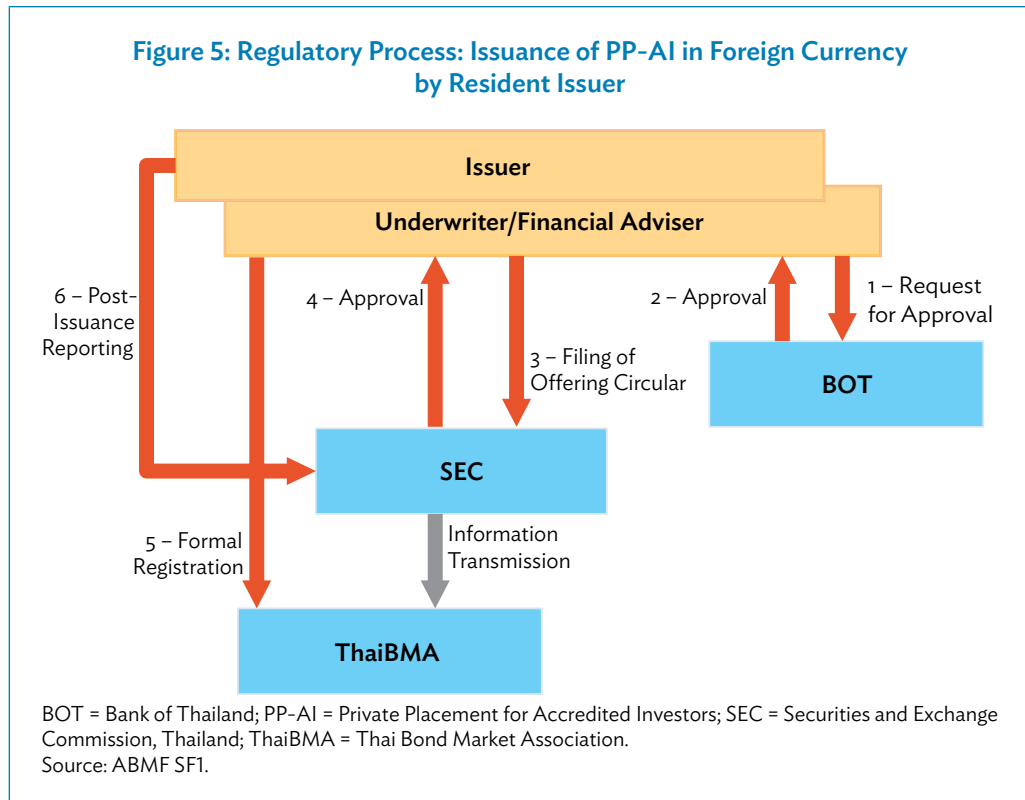 Figure 5: Regulatory Process: Issuance of PP-AI in Foreign Currency
by Resident Issuer
Issuer
Underwriter/Financial Adviser
6 – Post-
Issuance
Reporting
4 – Approval
2 – Approval
1 – Request
for Approval
3 – Filing of
Offering Circular
BOT
SEC
5 – Formal
Registration
Information
Transmission
ThaiBMA
BOT = Bank of Thailand; PP-AI = Private Placement for Accredited Investors; SEC = Securities and Exchange
Commission, Thailand; ThaiBMA = Thai Bond Market Association.
Source: ABMF SF1.